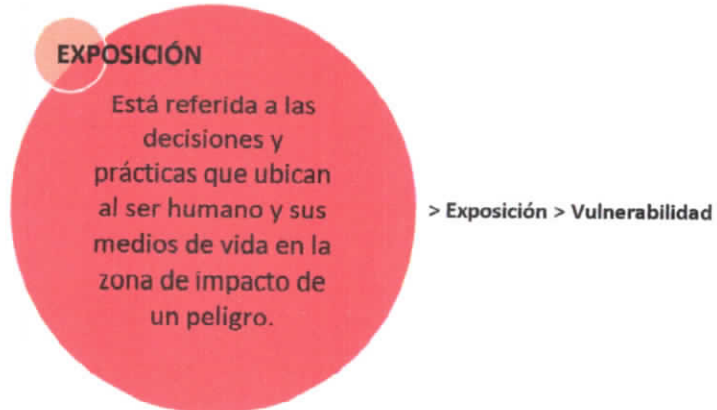 EXPOSICIÓN
Está referida a las
decisiones y
prácticas que ubican
al ser humano y sus
medios de vida en la
zona de impacto de
un peligro.
> Exposición > Vulnerabilidad